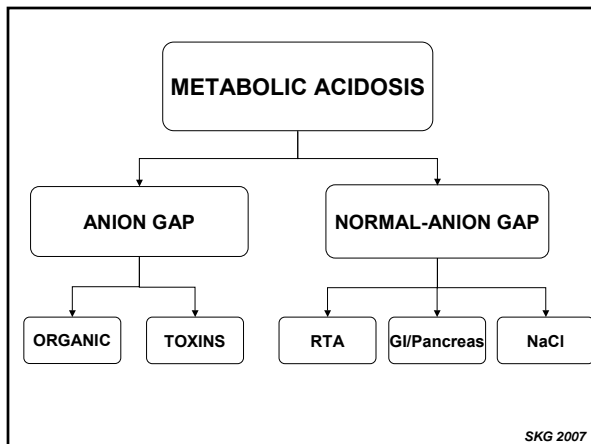 METABOLIC ACIDOSIS
ANION GAP
NORMAL-ANION GAP
ORGANIC
TOXINS
RTA
GI/Pancreas
NaCl
SKG 2007